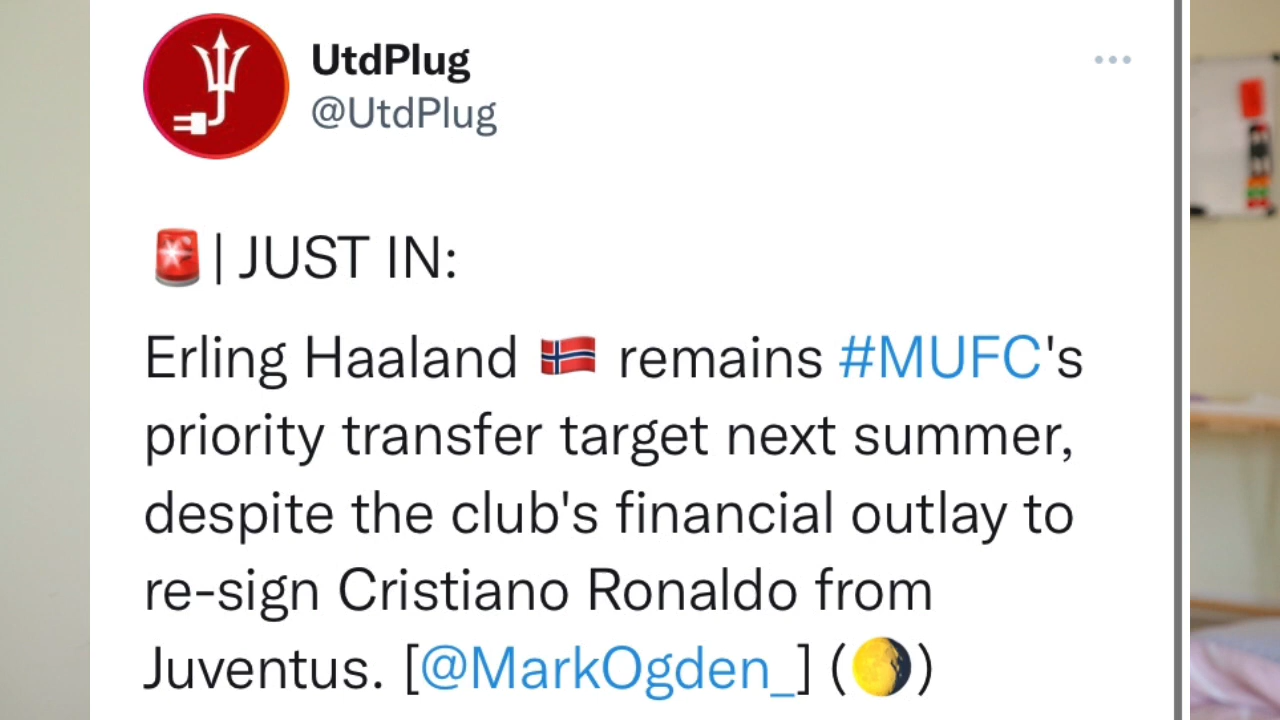 UtdPlug
@UtdPlug
🚨| JUST IN:
Erling Haaland 🇳🇴 remains #MUFC's
priority transfer target next summer,
despite the club's financial outlay to
re-sign Cristiano Ronaldo from
Juventus. [@MarkOgden_] (🌖)